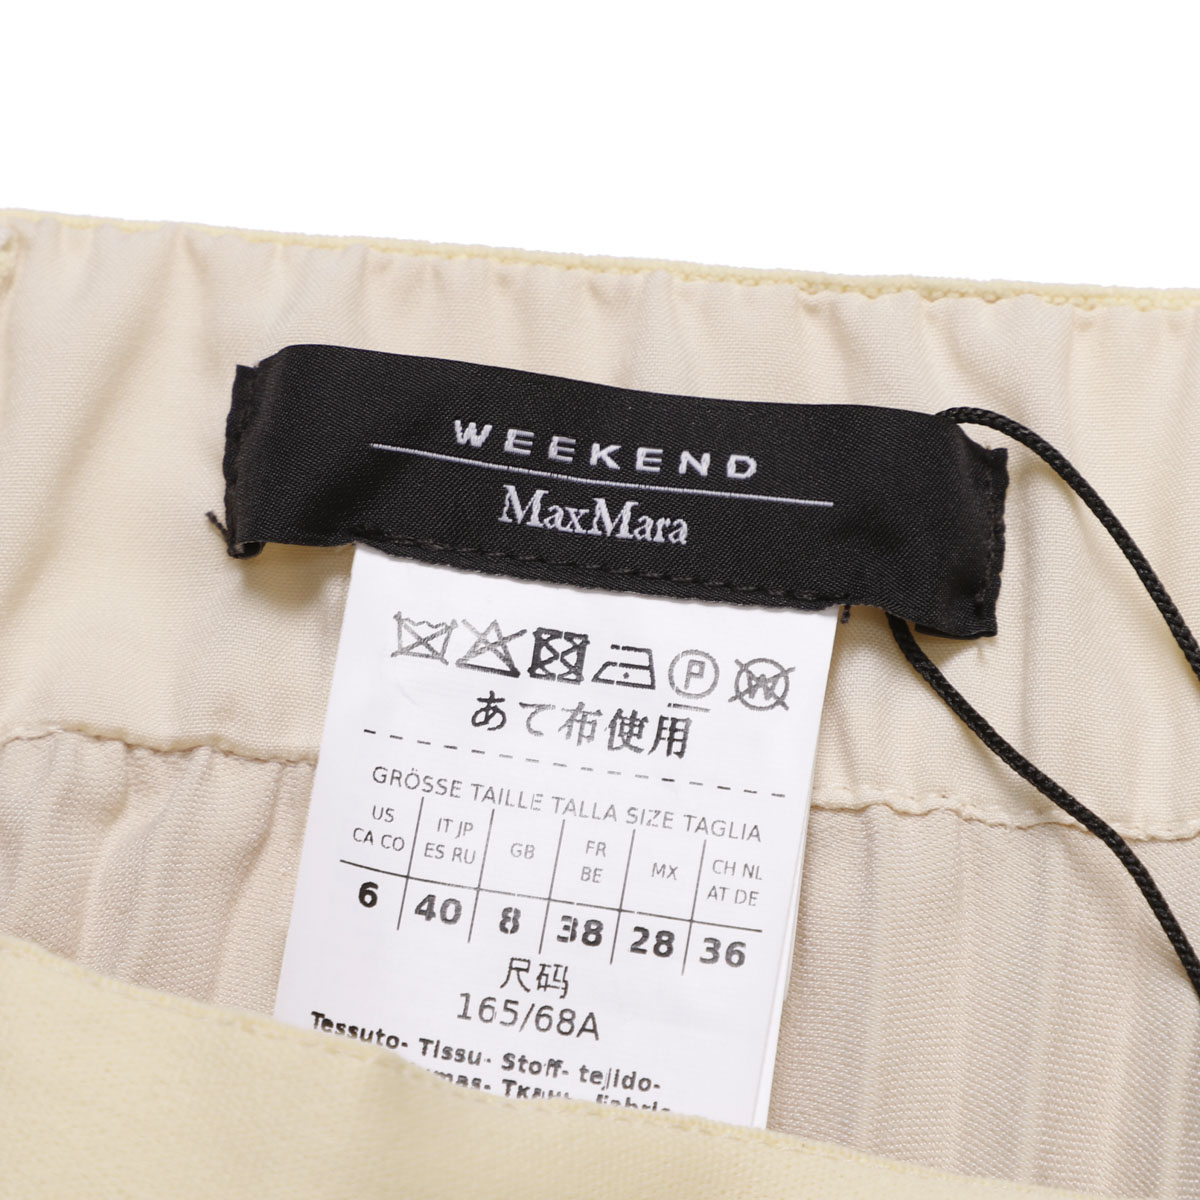 WEEKEND
MaxMara
P
W
あて布使用
GRÖSSE TAILLE TALLA SIZE TAGLIA
US CA CO
IT JP ES RU
GB
FR BE
MX
CH NL AT DE
6 40 8 38 28 36
尺码
165/68A
Tessuto- Tissu- Stoff- tejido-